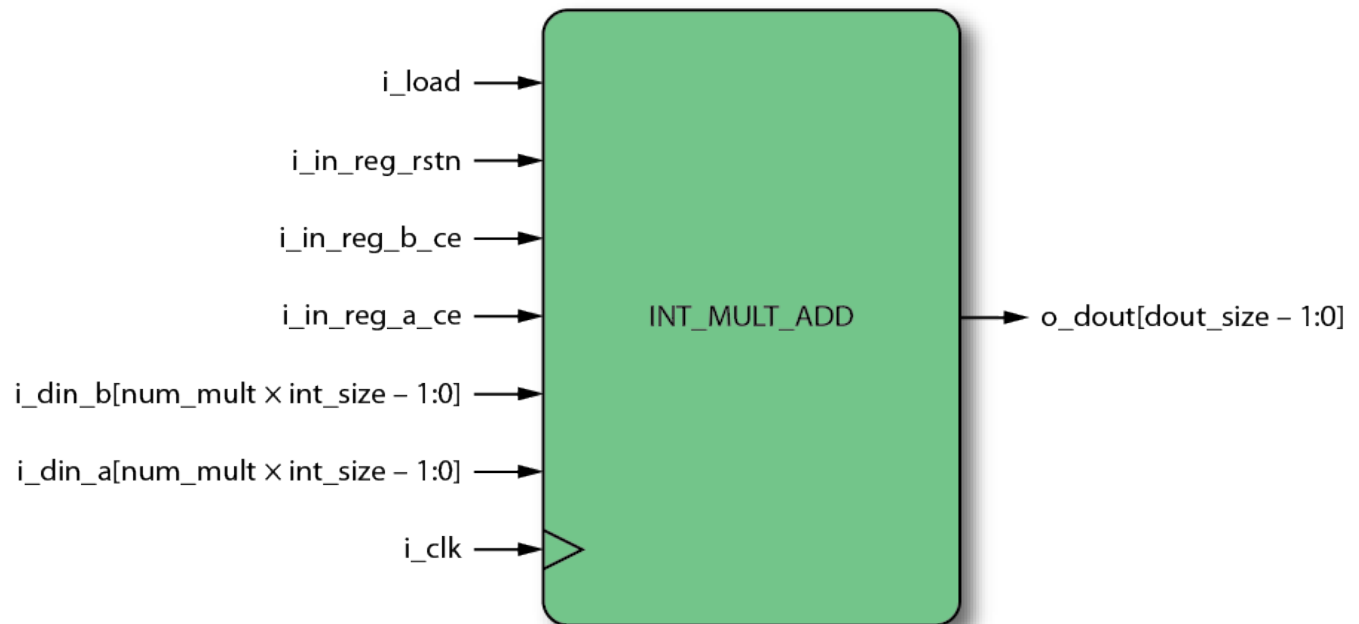 i_load
i_in_reg_rstn
i_in_reg_b_ce
i_in_reg_a_ce
INT_MULT_ADD
o_dout[dout_size – 1:0]
i_din_b[num_mult × int_size – 1:0]
i_din_a[num_mult × int_size – 1:0]
i_clk